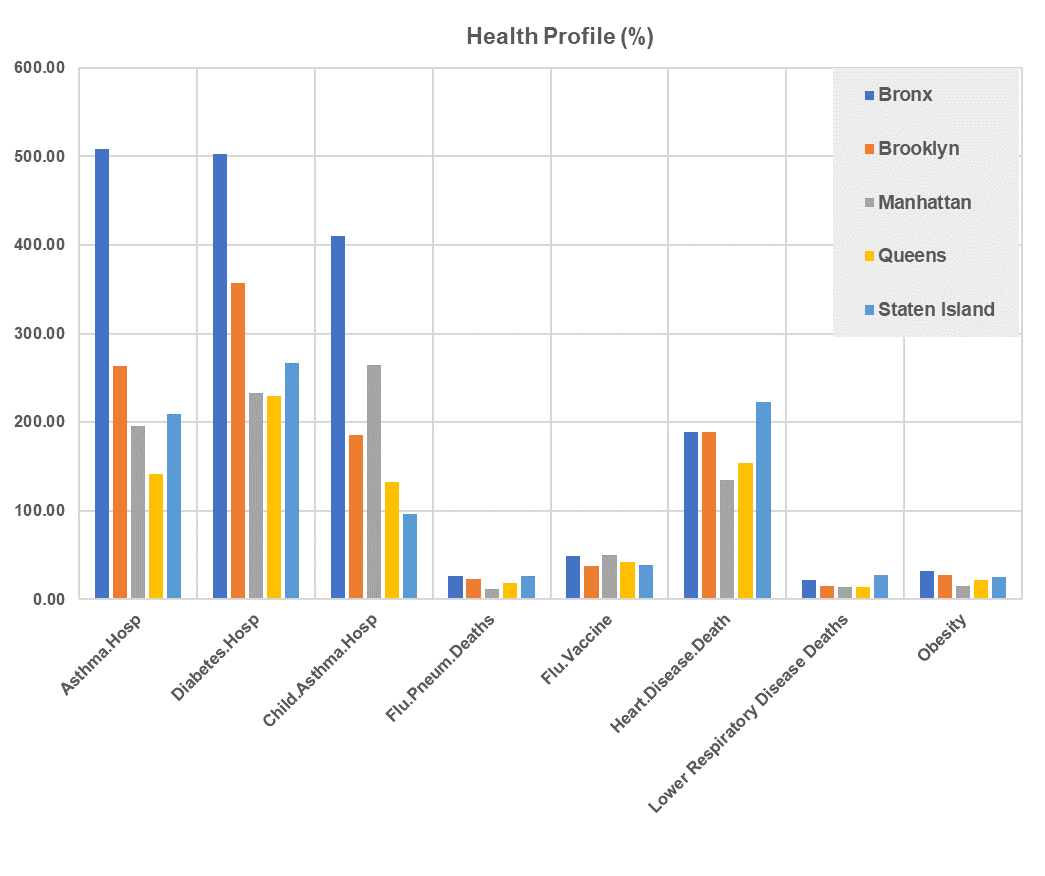 Health Profile (%)
600.00
500.00
400.00
300.00
200.00
100.00
0.00
Bronx
Brooklyn
Manhattan
Queens
Staten Island
Asthma.Hosp
Diabetes.Hosp
Child.Asthma.Hosp
Flu.Pneum.Deaths
Flu.Vaccine
Heart.Disease.Death
Lower Respiratory Disease Deaths
Obesity